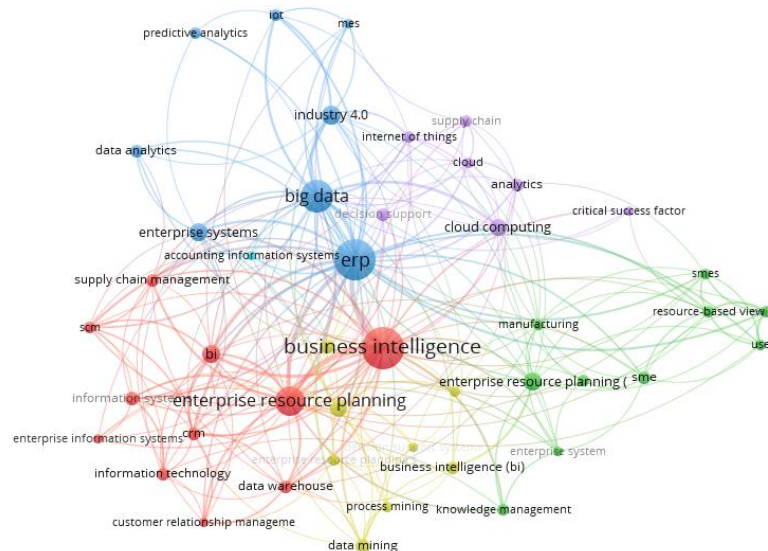 iot
mes
predictive analytics
industry 4.0
supply chain
internet of things
data analytics
cloud
analytics
big data
decision support
critical success factor
cloud computing
enterprise systems
accounting information systems
erp
smes
supply chain management
resource-based view
scm
manufacturing
use
business intelligence
bi
enterprise resource planning (
sme
information systems
enterprise resource planning
crm
enterprise information systems
enterprise system
enterprise resource planning
business intelligence (bi)
information technology
data warehouse
process mining
knowledge management
customer relationship manageme
data mining